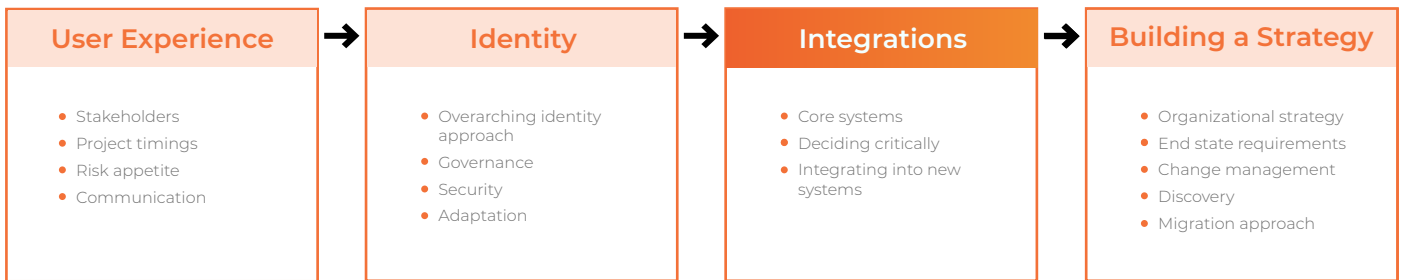 User Experience
Stakeholders
Project timings
Risk appetite
Communication
Identity
Overarching identity
approach
Governance
Security
Adaptation
Integrations
Core systems
Deciding critically
Integrating into new
systems
Building a Strategy
Organizational strategy
End state requirements
Change management
Discovery
Migration approach